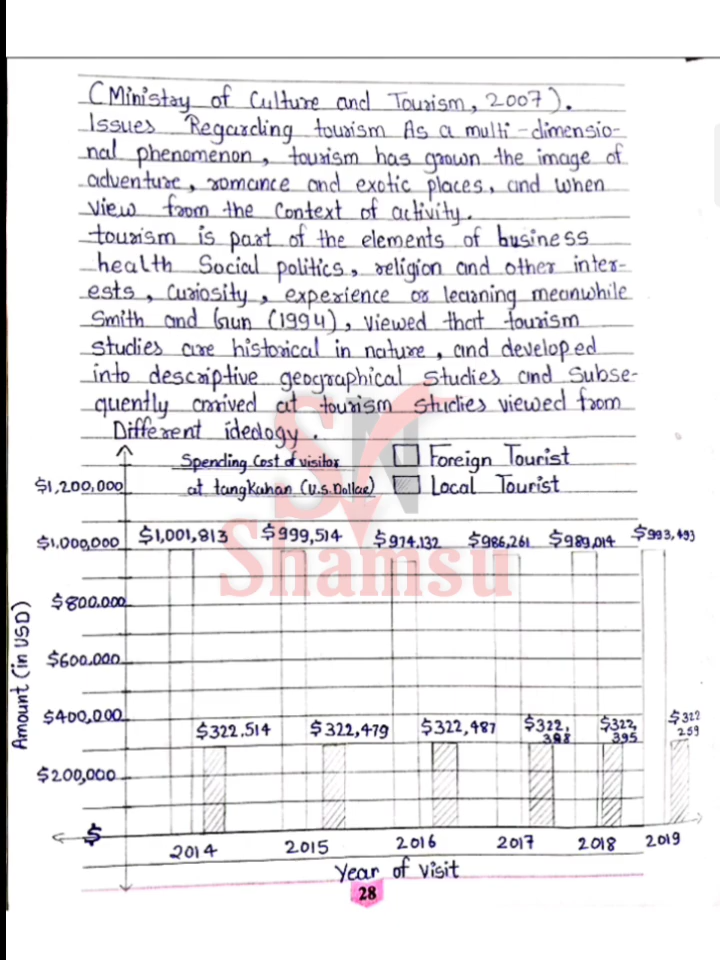 (Ministry of Culture and Tourism, 2007).
Issues Regarding tourism As a multi-dimensio-
nal phenomenon, tourism has grown the image of
adventure, romance and exotic places, and when
view from the Context of activity.
tourism is part of the elements of business
health Social politics, religion and other inter-
ests, Curiosity, experience or learning meanwhile
Smith and Gun (1994), viewed that tourism
studies are historical in nature, and developed
into descriptive geographical Studies and Subse-
quently arrived at tourism Studies viewed from
Different ideology.
Spending Cost of visitor
at tangkahan (U.S.Dollar)
Foreign Tourist
Local Tourist
SN
Shamsu
Amount (in USD)
$1,200,000
$1.000,000
$800.000
$600.000
$400,000
$200,000
$
$1,001,813 $999,514 $974,132 $986,261 $989,014 $993,493
$322,514 $322,479 $322,487 $322,388 $322,395 $322 259
2014 2015 2016 2017 2018 2019
Year of Visit
28